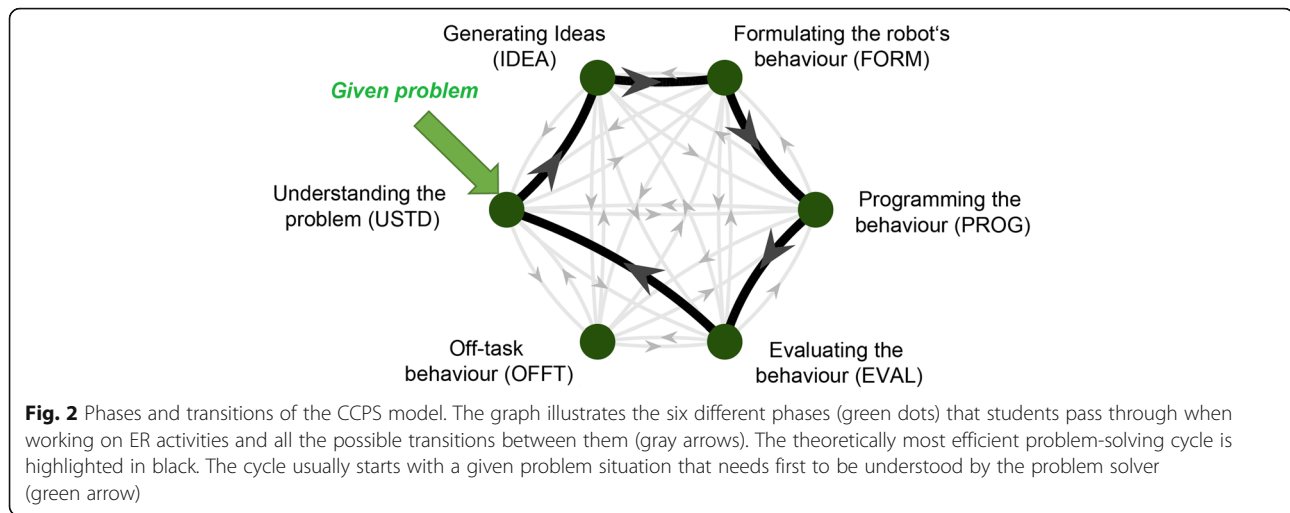 Generating Ideas
(IDEA)
Formulating the robot‘s
behaviour (FORM)
Given problem
Understanding the
problem (USTD)
Programming the
behaviour (PROG)
Off-task
behaviour (OFFT)
Evaluating the
behaviour (EVAL)
Fig. 2 Phases and transitions of the CCPS model. The graph illustrates the six different phases (green dots) that students pass through when
working on ER activities and all the possible transitions between them (gray arrows). The theoretically most efficient problem-solving cycle is
highlighted in black. The cycle usually starts with a given problem situation that needs first to be understood by the problem solver
(green arrow)